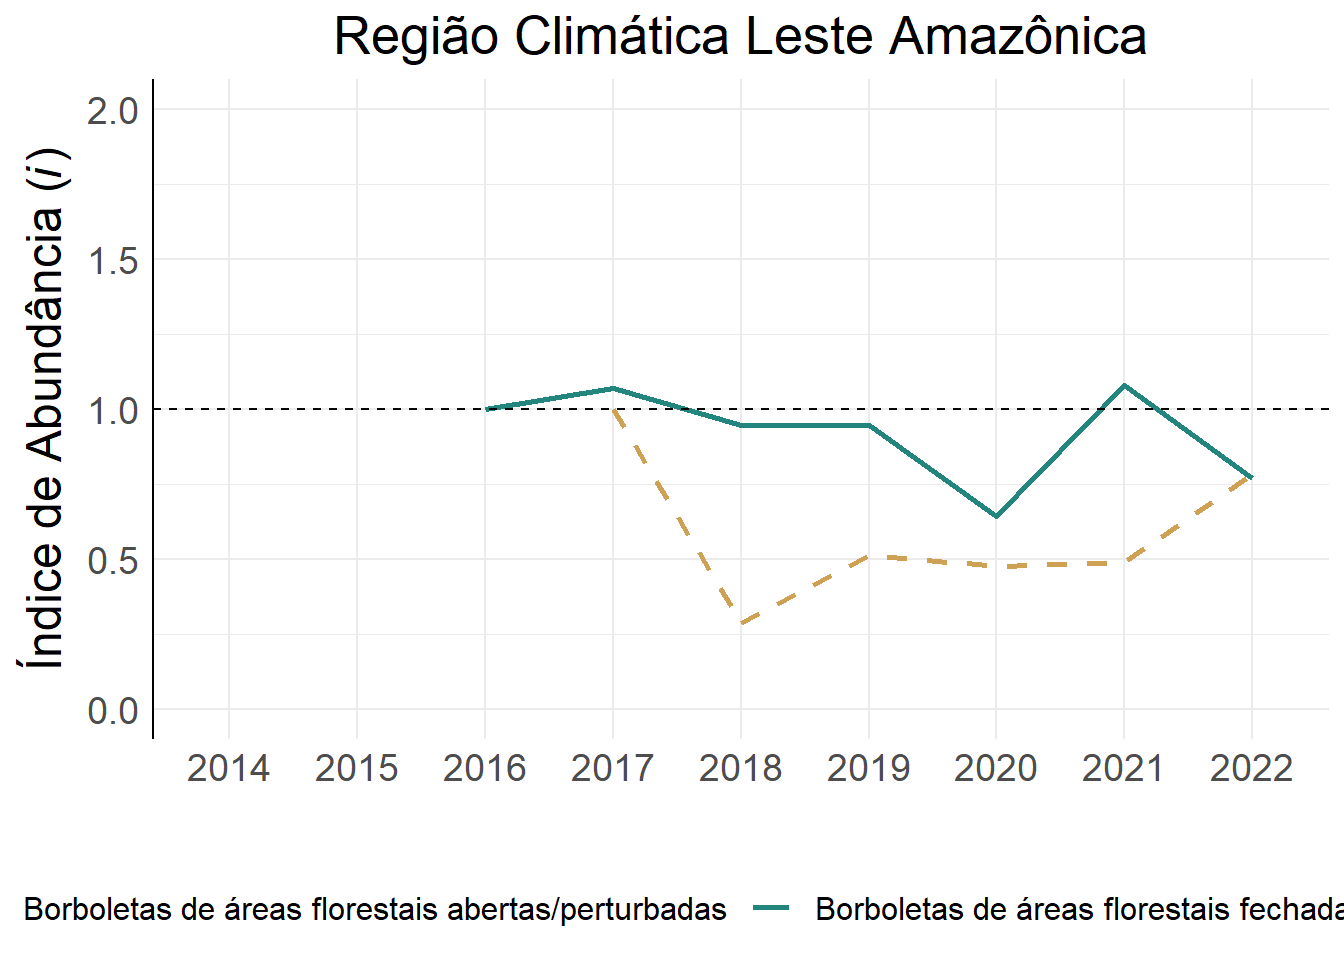 Região Climática Leste Amazônica
Índice de Abundância (i)
2.0
1.5
1.0
0.5
0.0
2014 2015 2016 2017 2018 2019 2020 2021 2022
Borboletas de áreas florestais abertas/perturbadas Borboletas de áreas florestais fechada